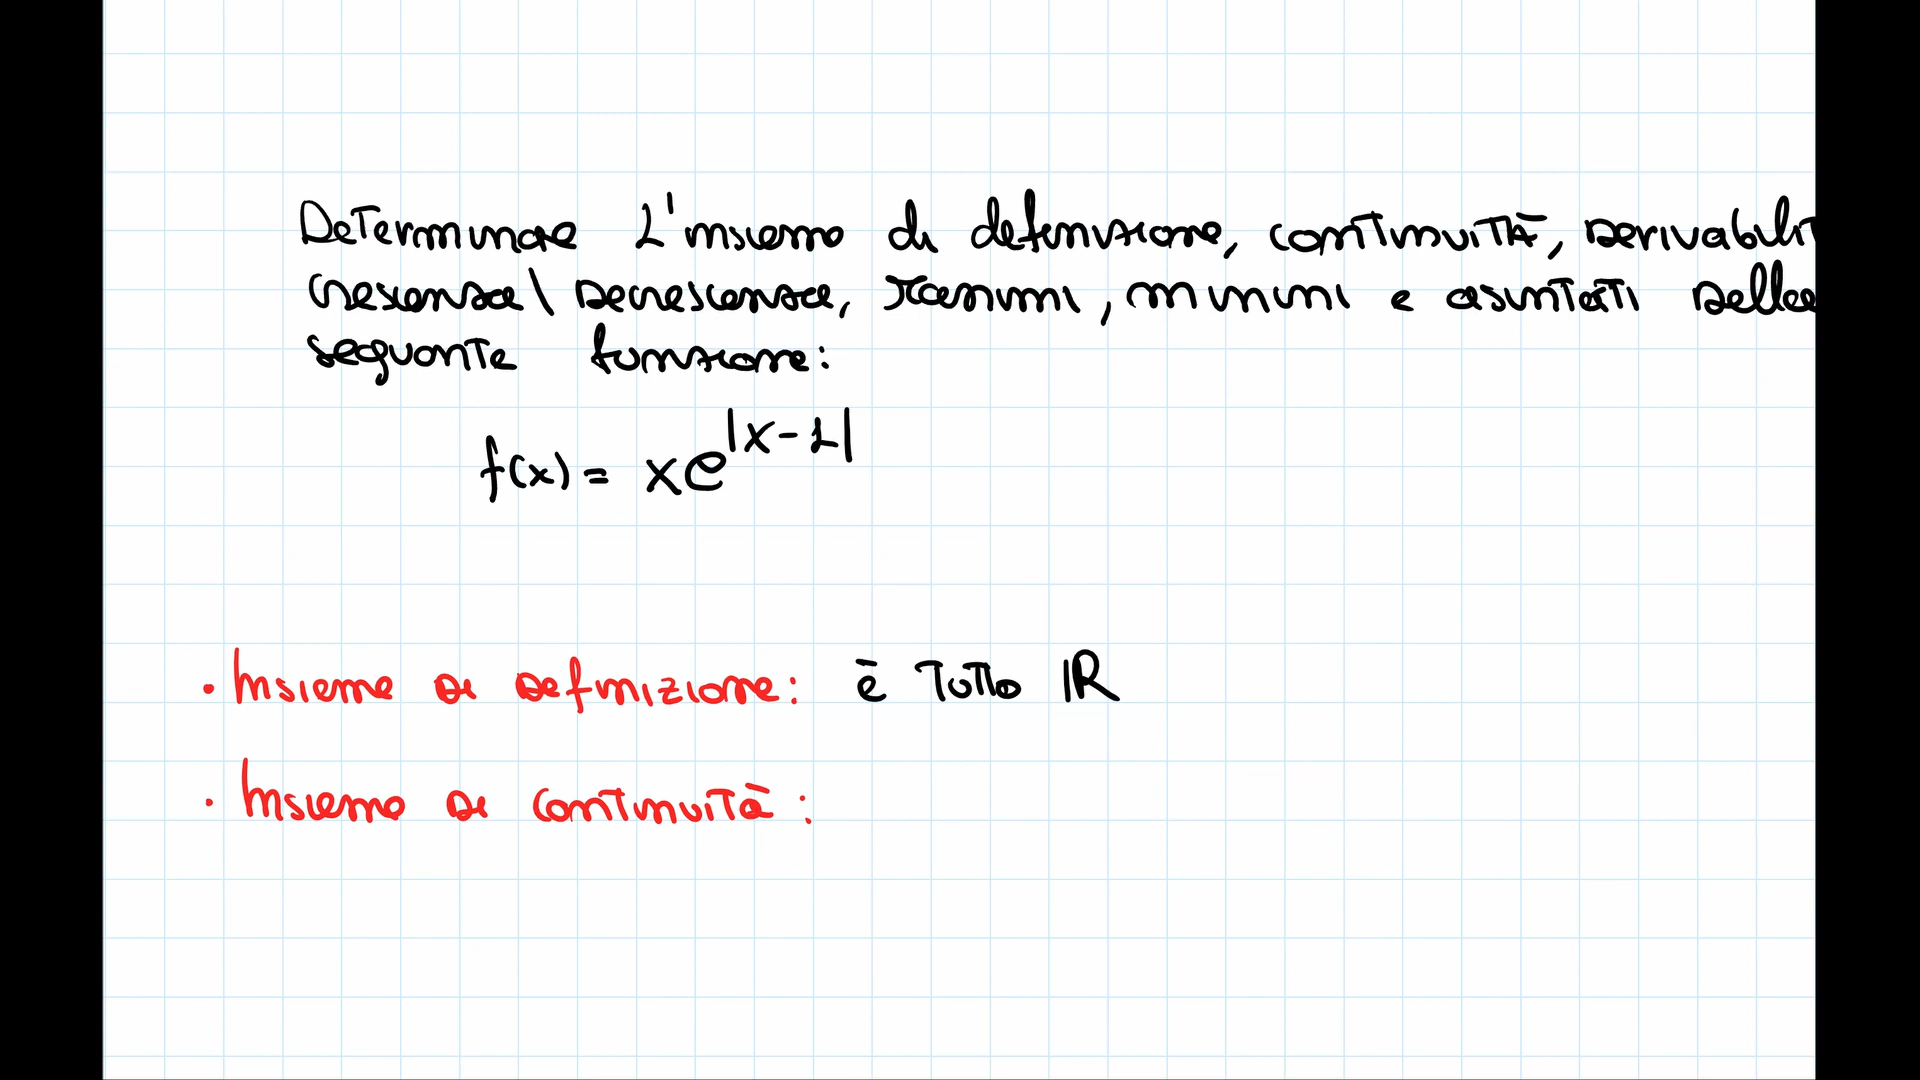 Determinare l'insieme di definizione, continuità, derivabilit
crescenza/decrescenza, massimi, minimi e asintoti della
seguente funzione:
f(x) = xe^|x-1|
• Insieme di definizione: è tutto ℝ
• Insieme di continuità: